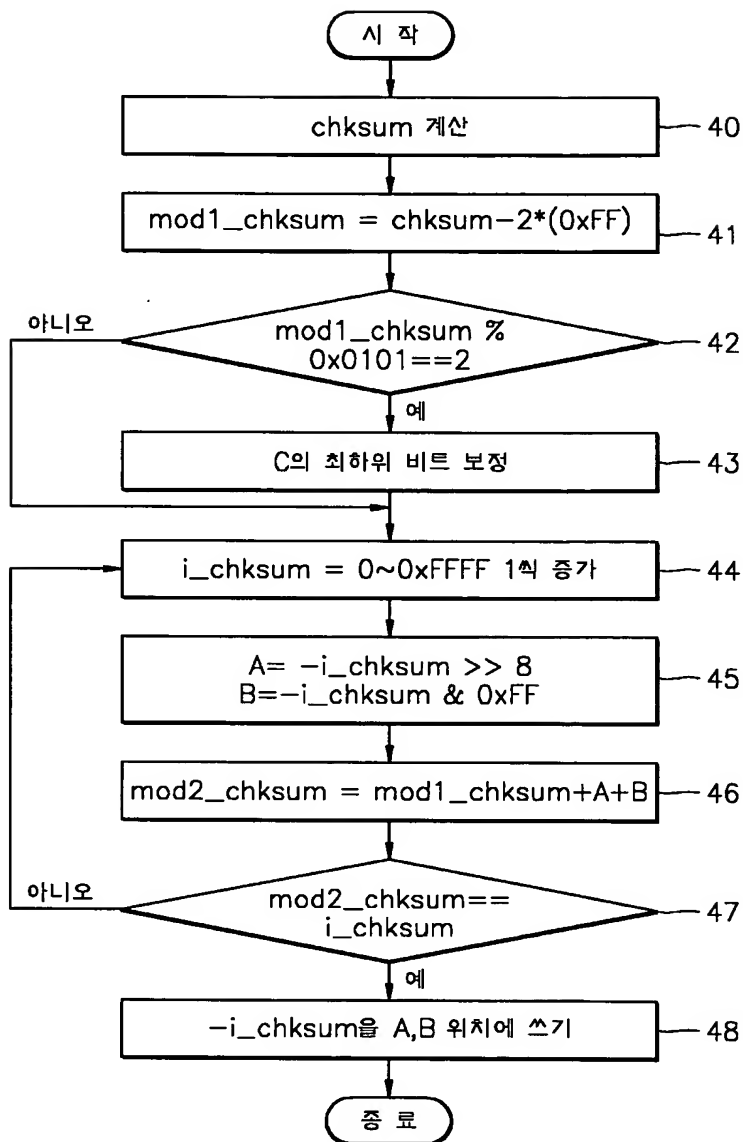 시 작
chksum 계산
40
mod1_chksum = chksum-2*(0xFF)
41
mod1_chksum %
0x0101==2
42
아니오
예
C의 최하위 비트 보정
43
i_chksum = 0~0xFFFF 1씩 증가
44
A= -i_chksum >> 8
B=-i_chksum & 0xFF
45
mod2_chksum = mod1_chksum+A+B
46
아니오
mod2_chksum==
i_chksum
47
예
-i_chksum을 A,B 위치에 쓰기
48
종 료